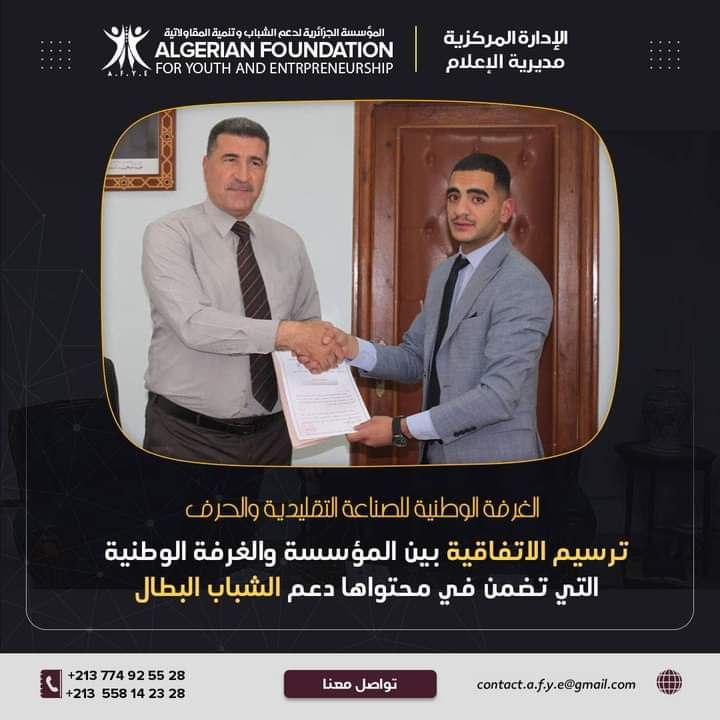 المؤسسة الجزائرية لدعم الشباب وتنمية المقاولاتية
ALGERIAN FOUNDATION
FOR YOUTH AND ENTRPRENEURSHIP
A . F . Y . E
الإدارة المركزية
مديرية الإعلام
الغرفة الوطنية للصناعة التقليدية والحرف
ترسيم الاتفاقية بين المؤسسة والغرفة الوطنية
التي تضمن في محتواها دعم الشباب البطال
+213 774 92 55 28
+213 558 14 23 28
تواصل معنا
contact.a.f.y.e@gmail.com